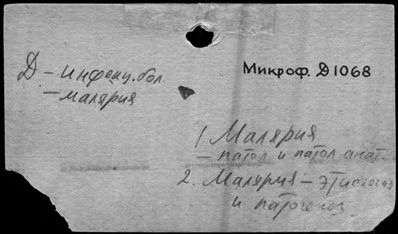 Микроф. Д1068
Д – инфекц. бол.
– малярия
1 Малярия
– патол и патол анат.
2. Малярия – этиология
и патогенез